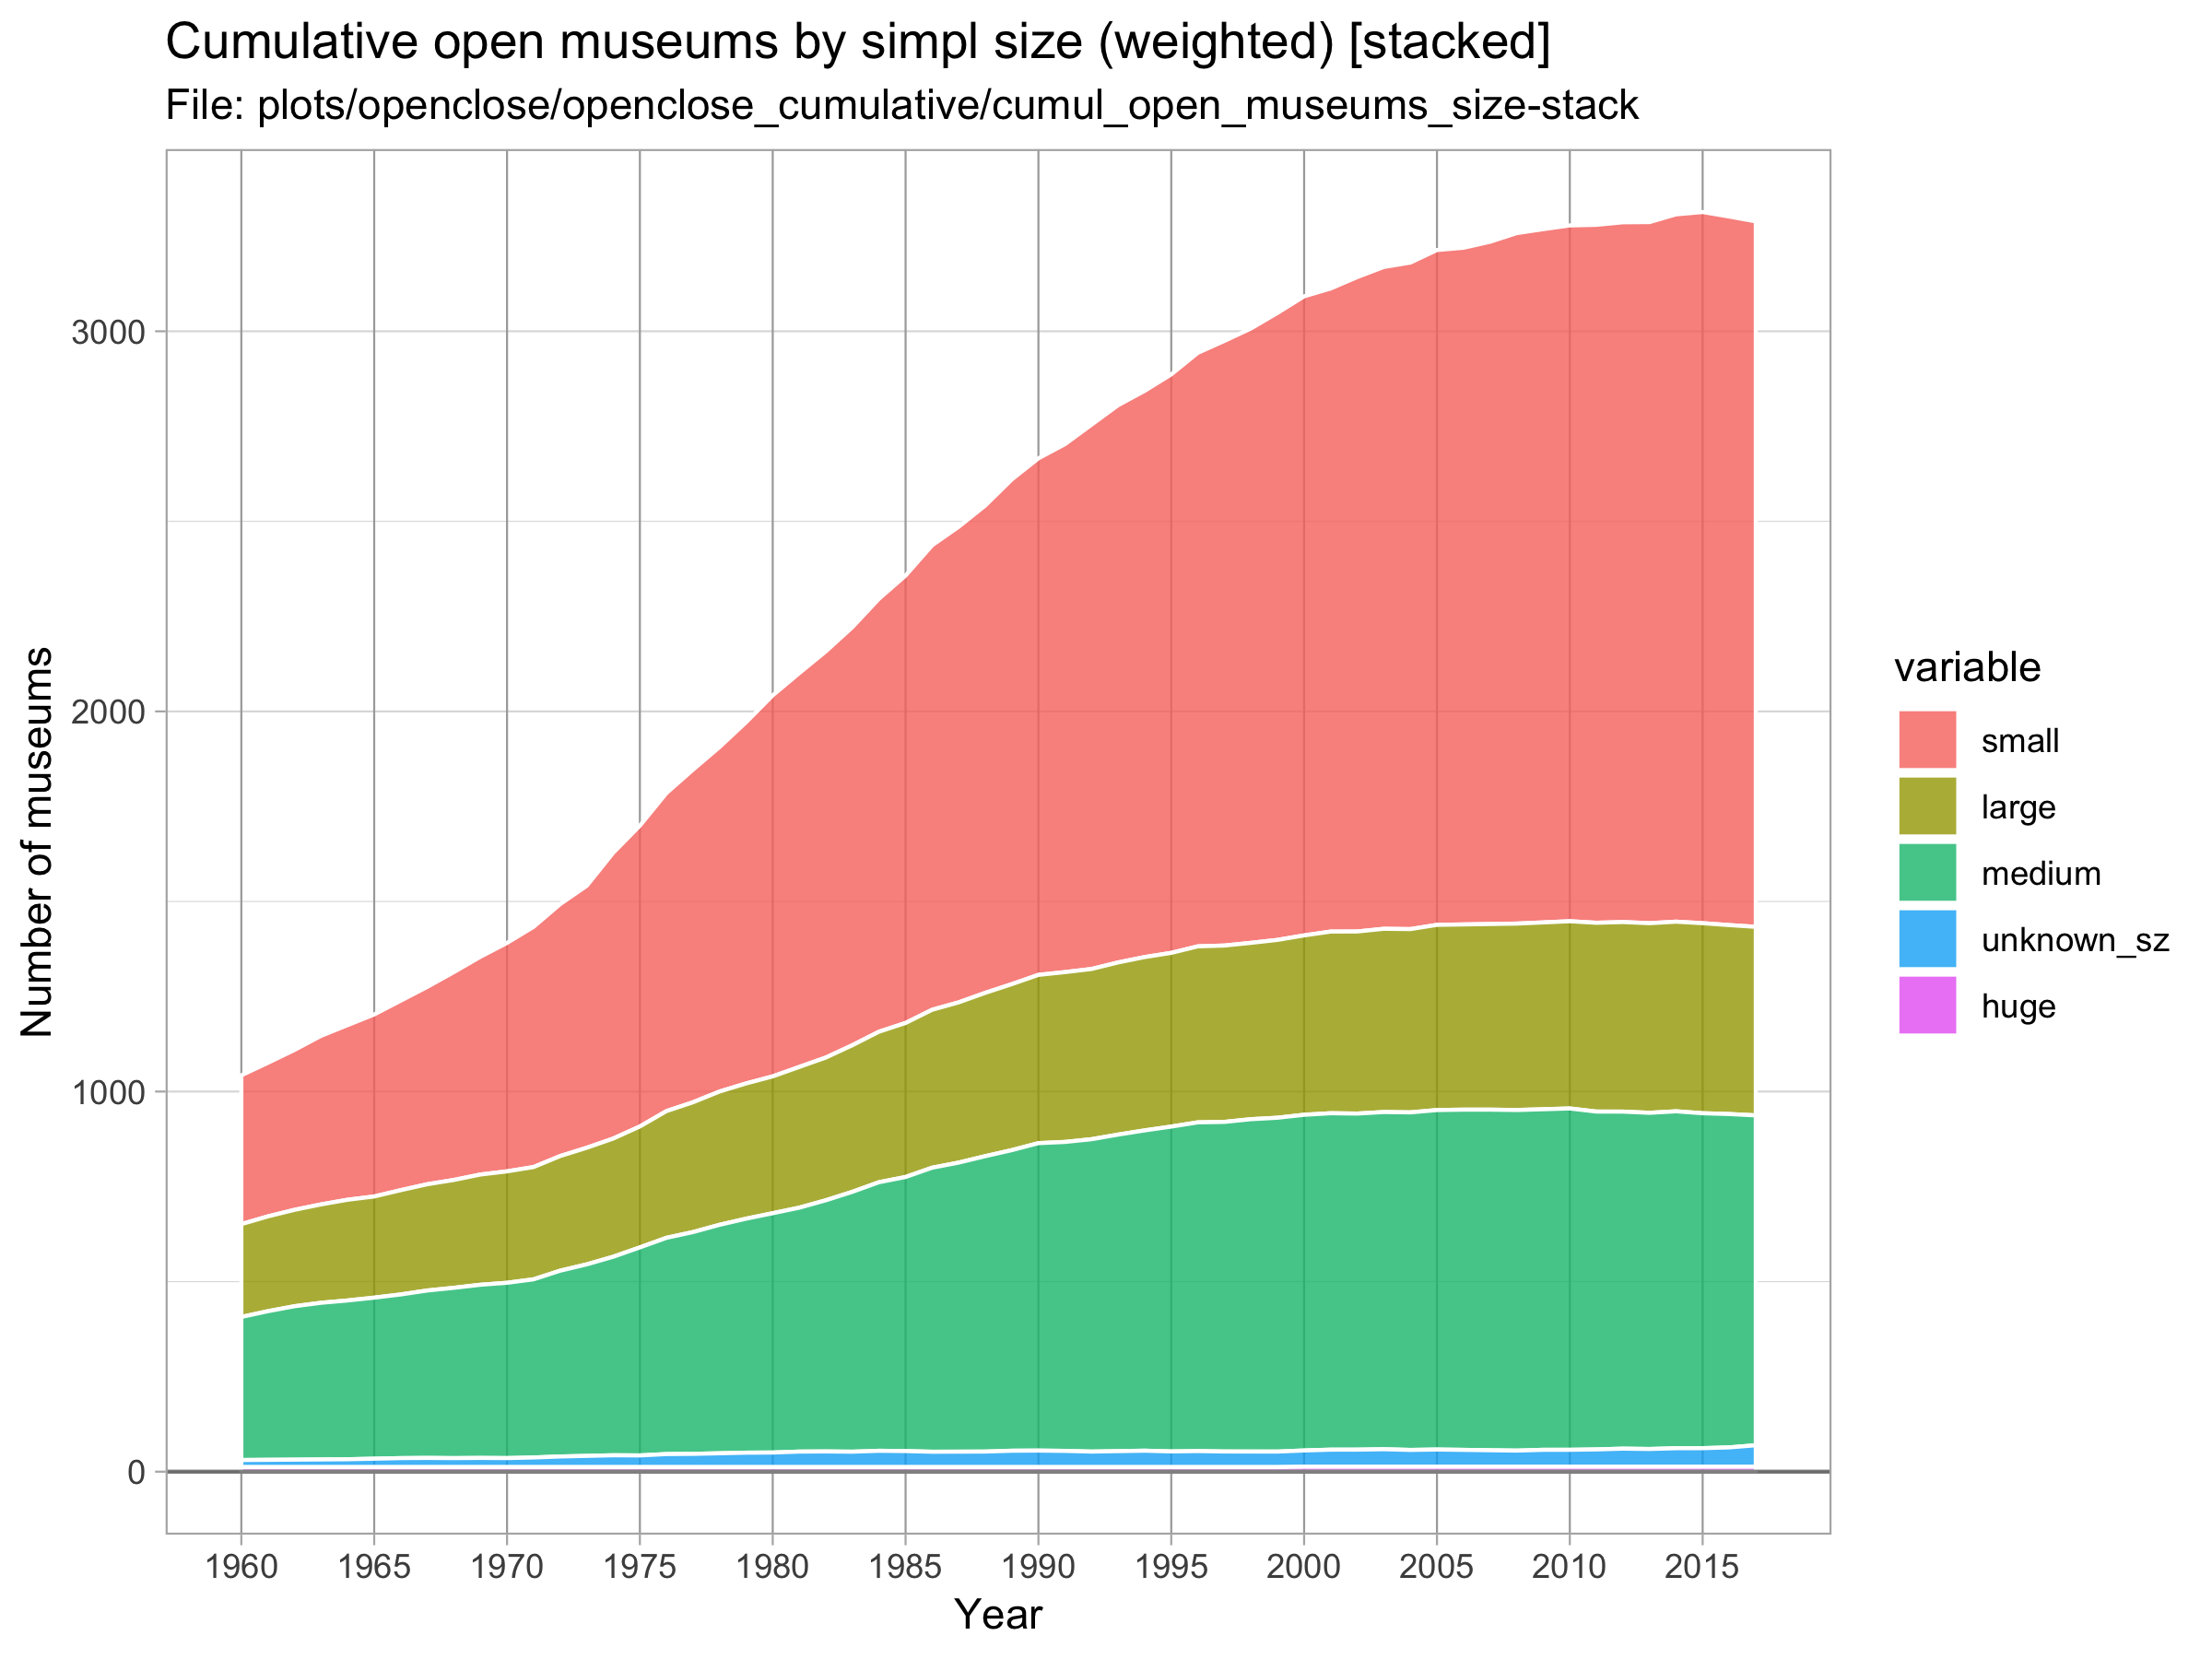 Cumulative open museums by simpl size (weighted) [stacked]
File: plots/openclose/openclose_cumulative/cumul_open_museums_size-stack
3000
2000
1000
0
Number of museums
1960 1965 1970 1975 1980 1985 1990 1995 2000 2005 2010 2015
Year
variable
small
large
medium
unknown_sz
huge